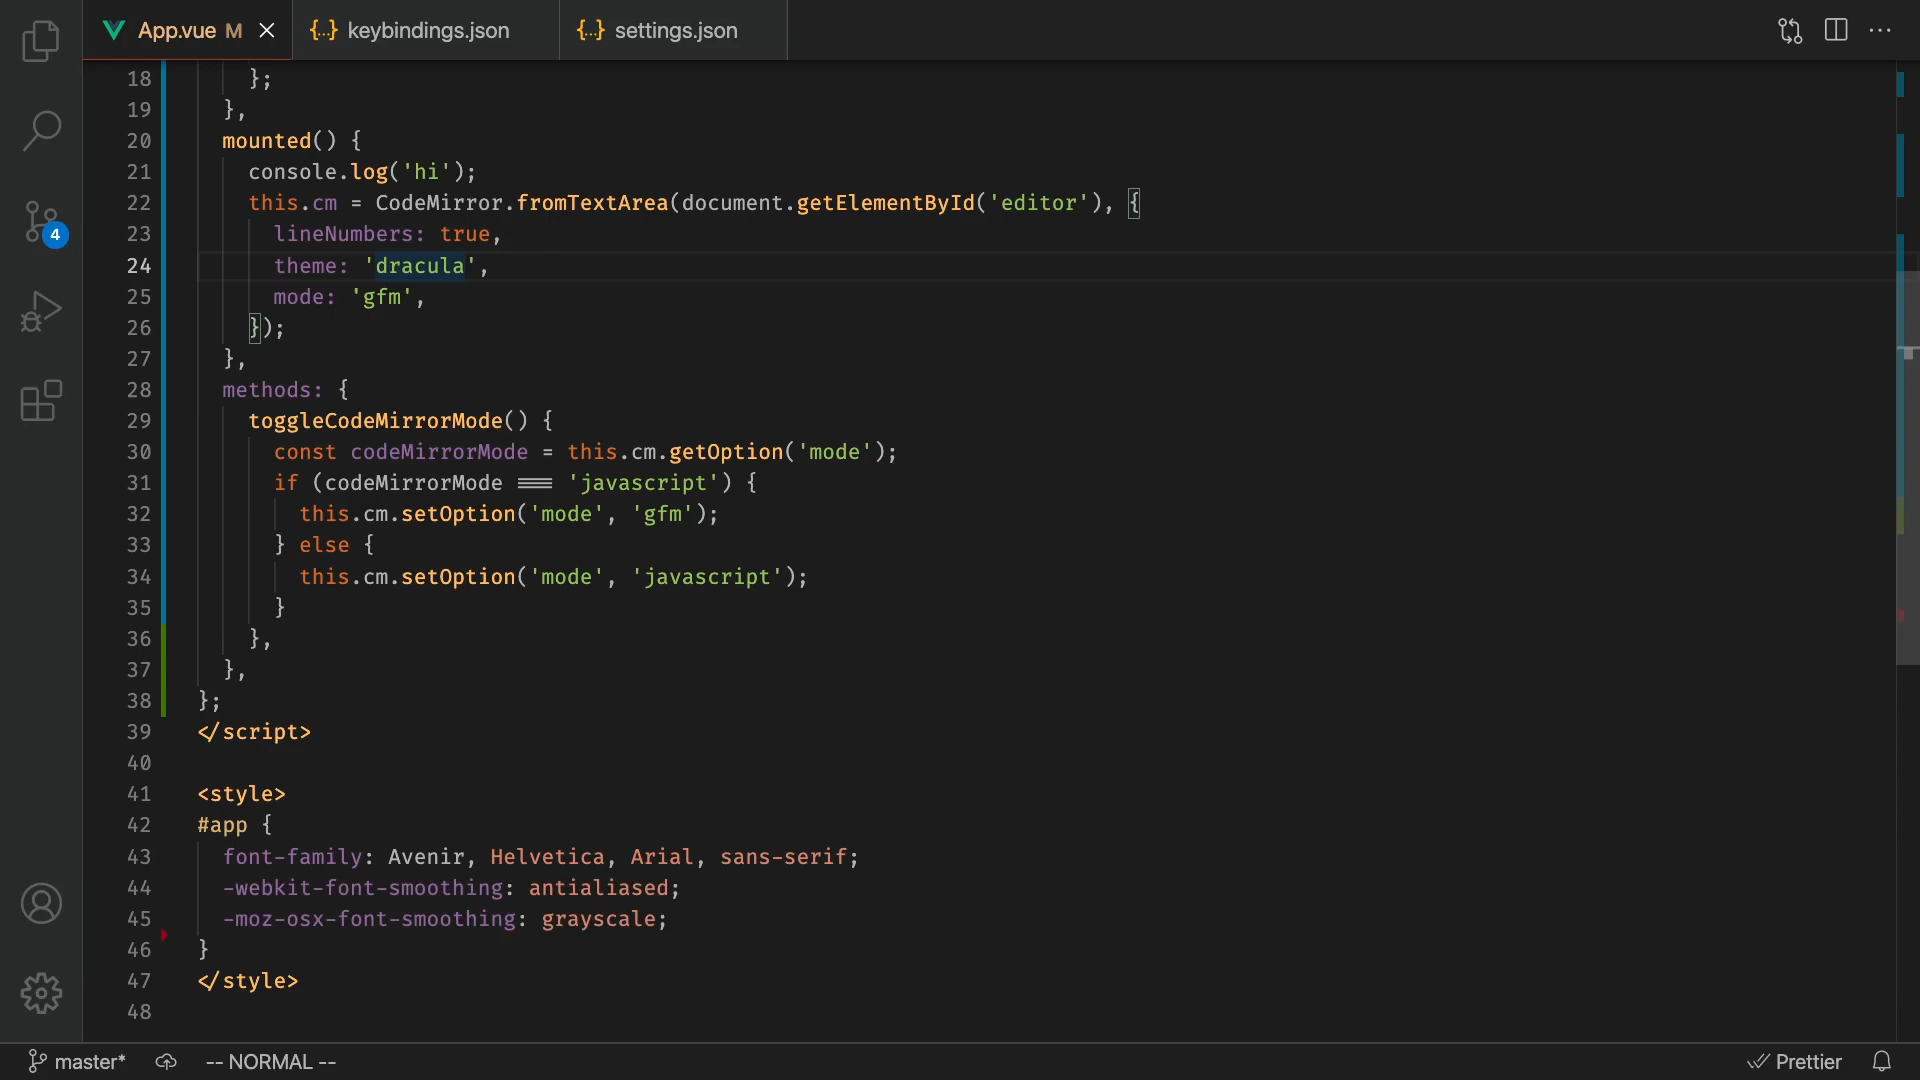 App.vue M
{..} keybindings.json
{..} settings.json
18 };
19 },
20 mounted() {
21 console.log('hi');
22 this.cm = CodeMirror.fromTextArea(document.getElementById('editor'), {
23 lineNumbers: true,
24 theme: 'dracula',
25 mode: 'gfm',
26 });
27 },
28 methods: {
29 toggleCodeMirrorMode() {
30 const codeMirrorMode = this.cm.getOption('mode');
31 if (codeMirrorMode === 'javascript') {
32 this.cm.setOption('mode', 'gfm');
33 } else {
34 this.cm.setOption('mode', 'javascript');
35 }
36 },
37 },
38 };
39 </script>
40
41 <style>
42 #app {
43 font-family: Avenir, Helvetica, Arial, sans-serif;
44 -webkit-font-smoothing: antialiased;
45 -moz-osx-font-smoothing: grayscale;
46 }
47 </style>
48
4
master*
-- NORMAL --
Prettier